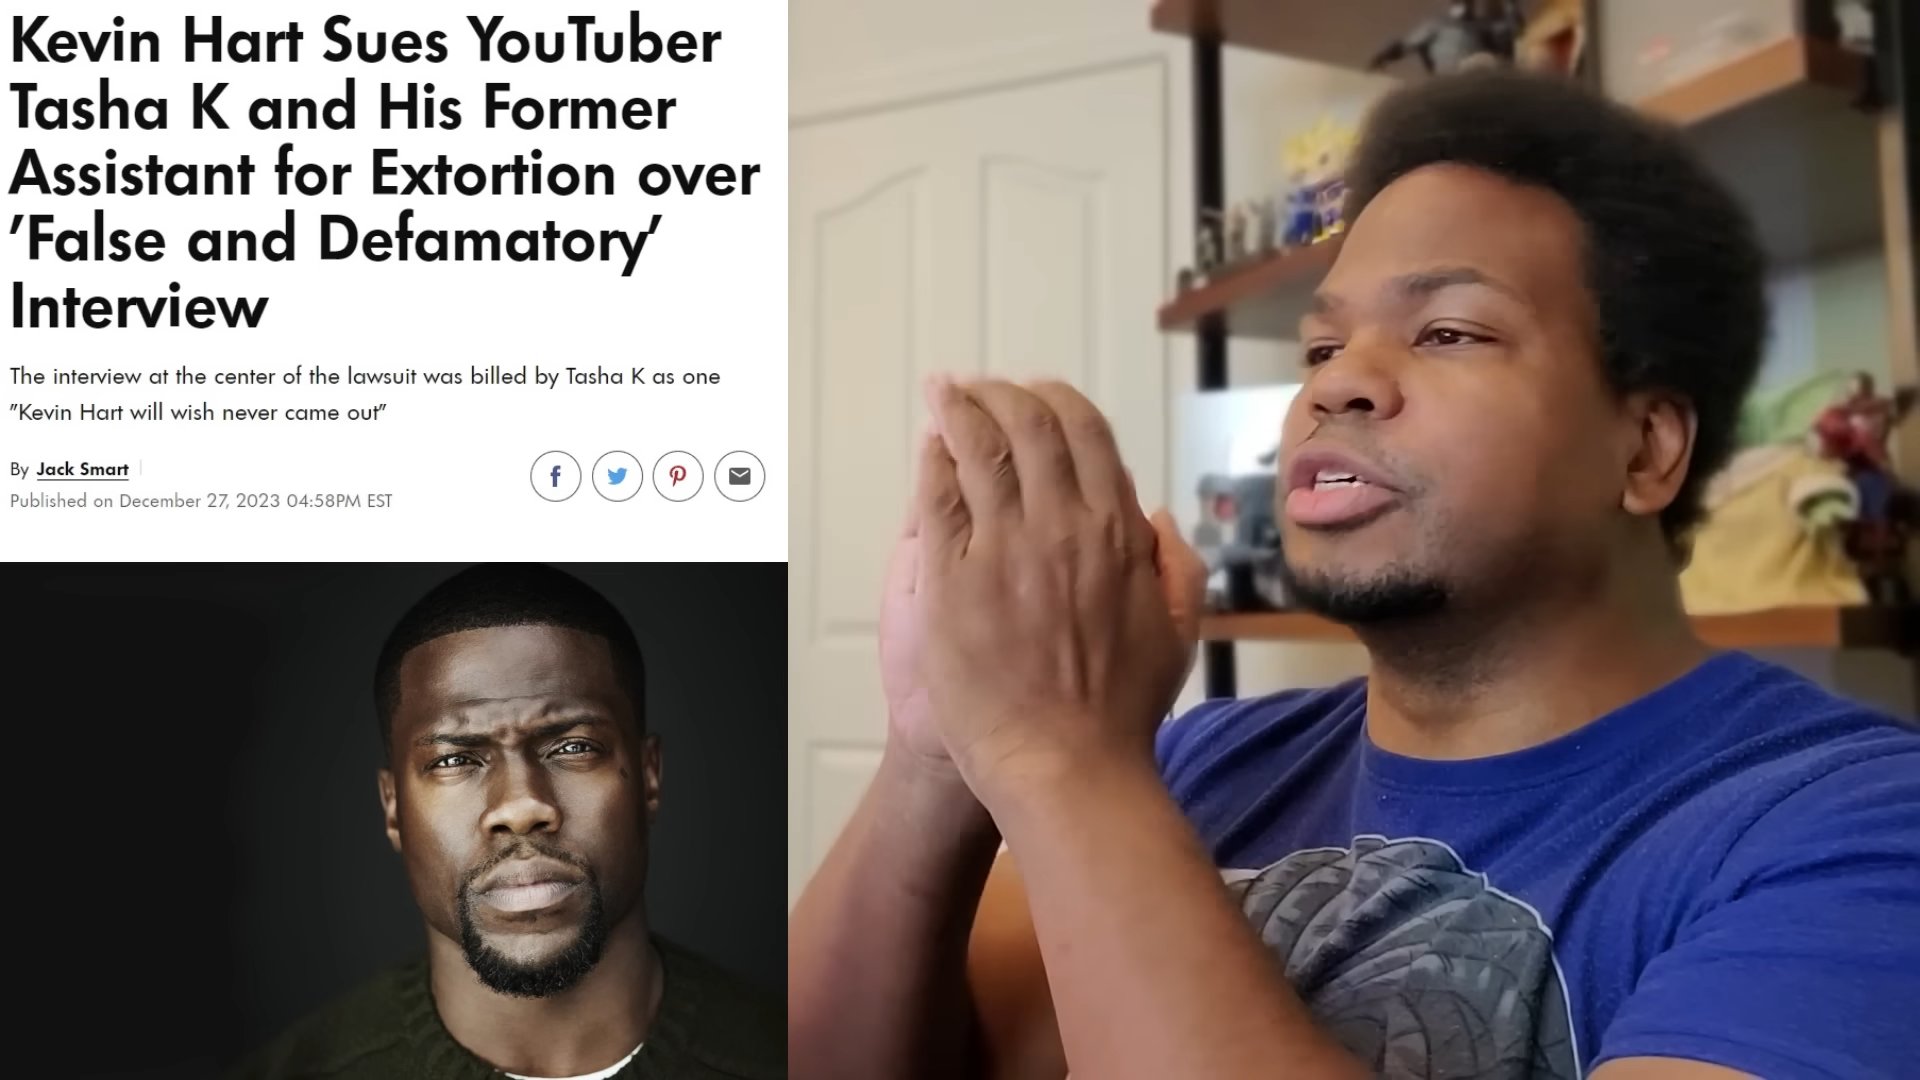 Kevin Hart Sues YouTuber
Tasha K and His Former
Assistant for Extortion over
'False and Defamatory'
Interview
The interview at the center of the lawsuit was billed by Tasha K as one
"Kevin Hart will wish never came out"
By Jack Smart
Published on December 27, 2023 04:58PM EST